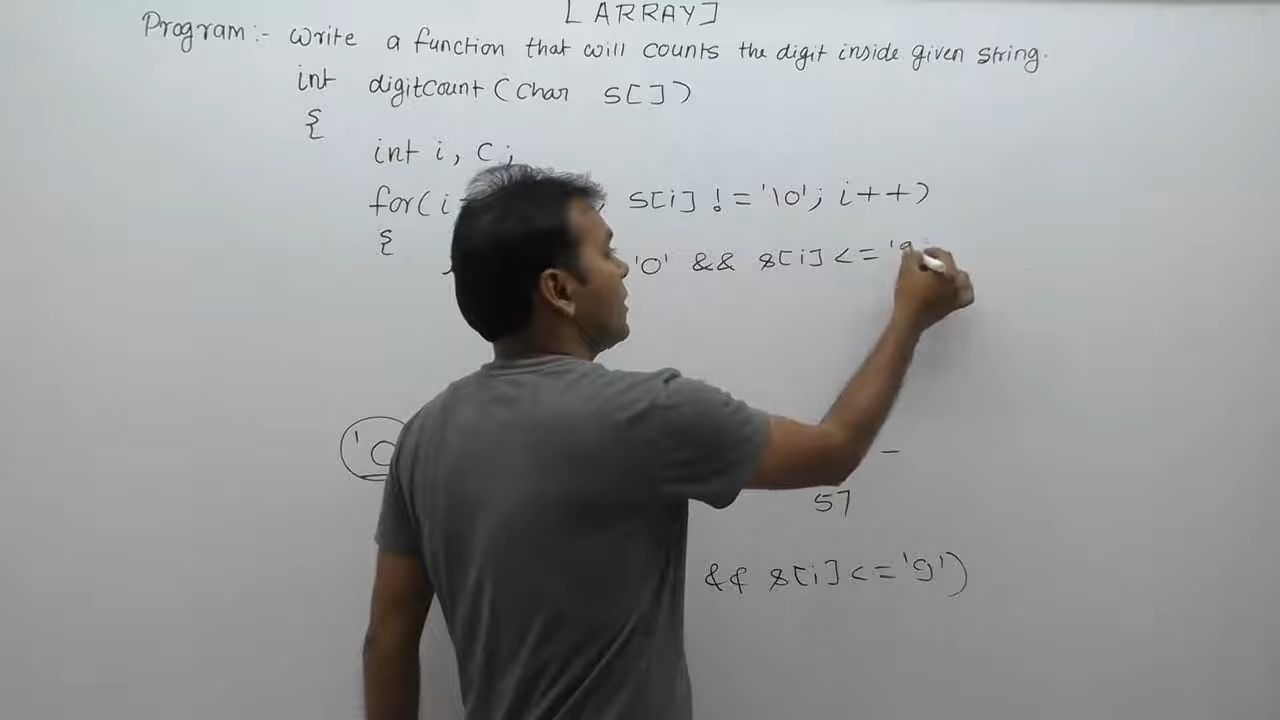 [ARRAY]
Program:- Write a function that will counts the digit inside given string.
int digitcount(char s[])
{
int i, c;
for(i , s[i] != '\0'; i++)
{
'0' && s[i] <= '9
'0
-
57
&& s[i] <= '9')